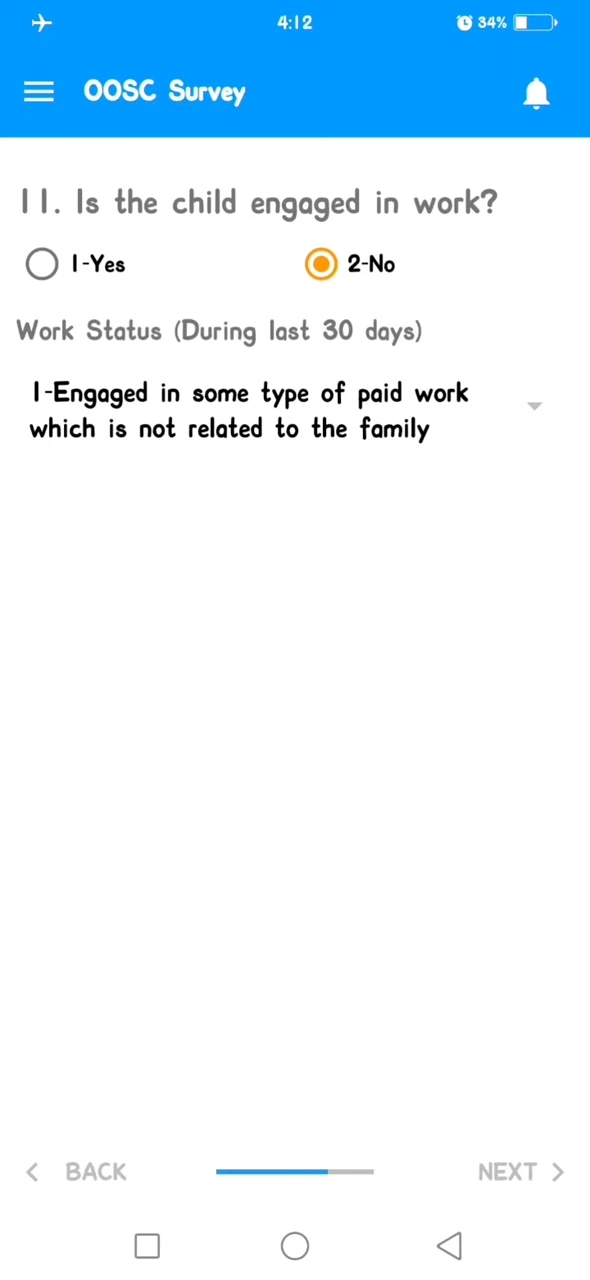 4:12
34%
OOSC Survey
11. Is the child engaged in work?
1-Yes
2-No
Work Status (During last 30 days)
1-Engaged in some type of paid work
which is not related to the family
BACK
NEXT